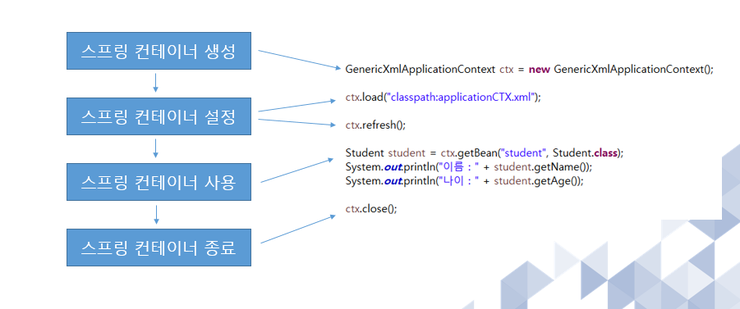 스프링 컨테이너 생성
GenericXmlApplicationContext ctx = new GenericXmlApplicationContext();
스프링 컨테이너 설정
ctx.load("classpath:applicationCTX.xml");
ctx.refresh();
스프링 컨테이너 사용
Student student = ctx.getBean("student", Student.class);
System.out.println("이름 : " + student.getName());
System.out.println("나이 : " + student.getAge());
스프링 컨테이너 종료
ctx.close();